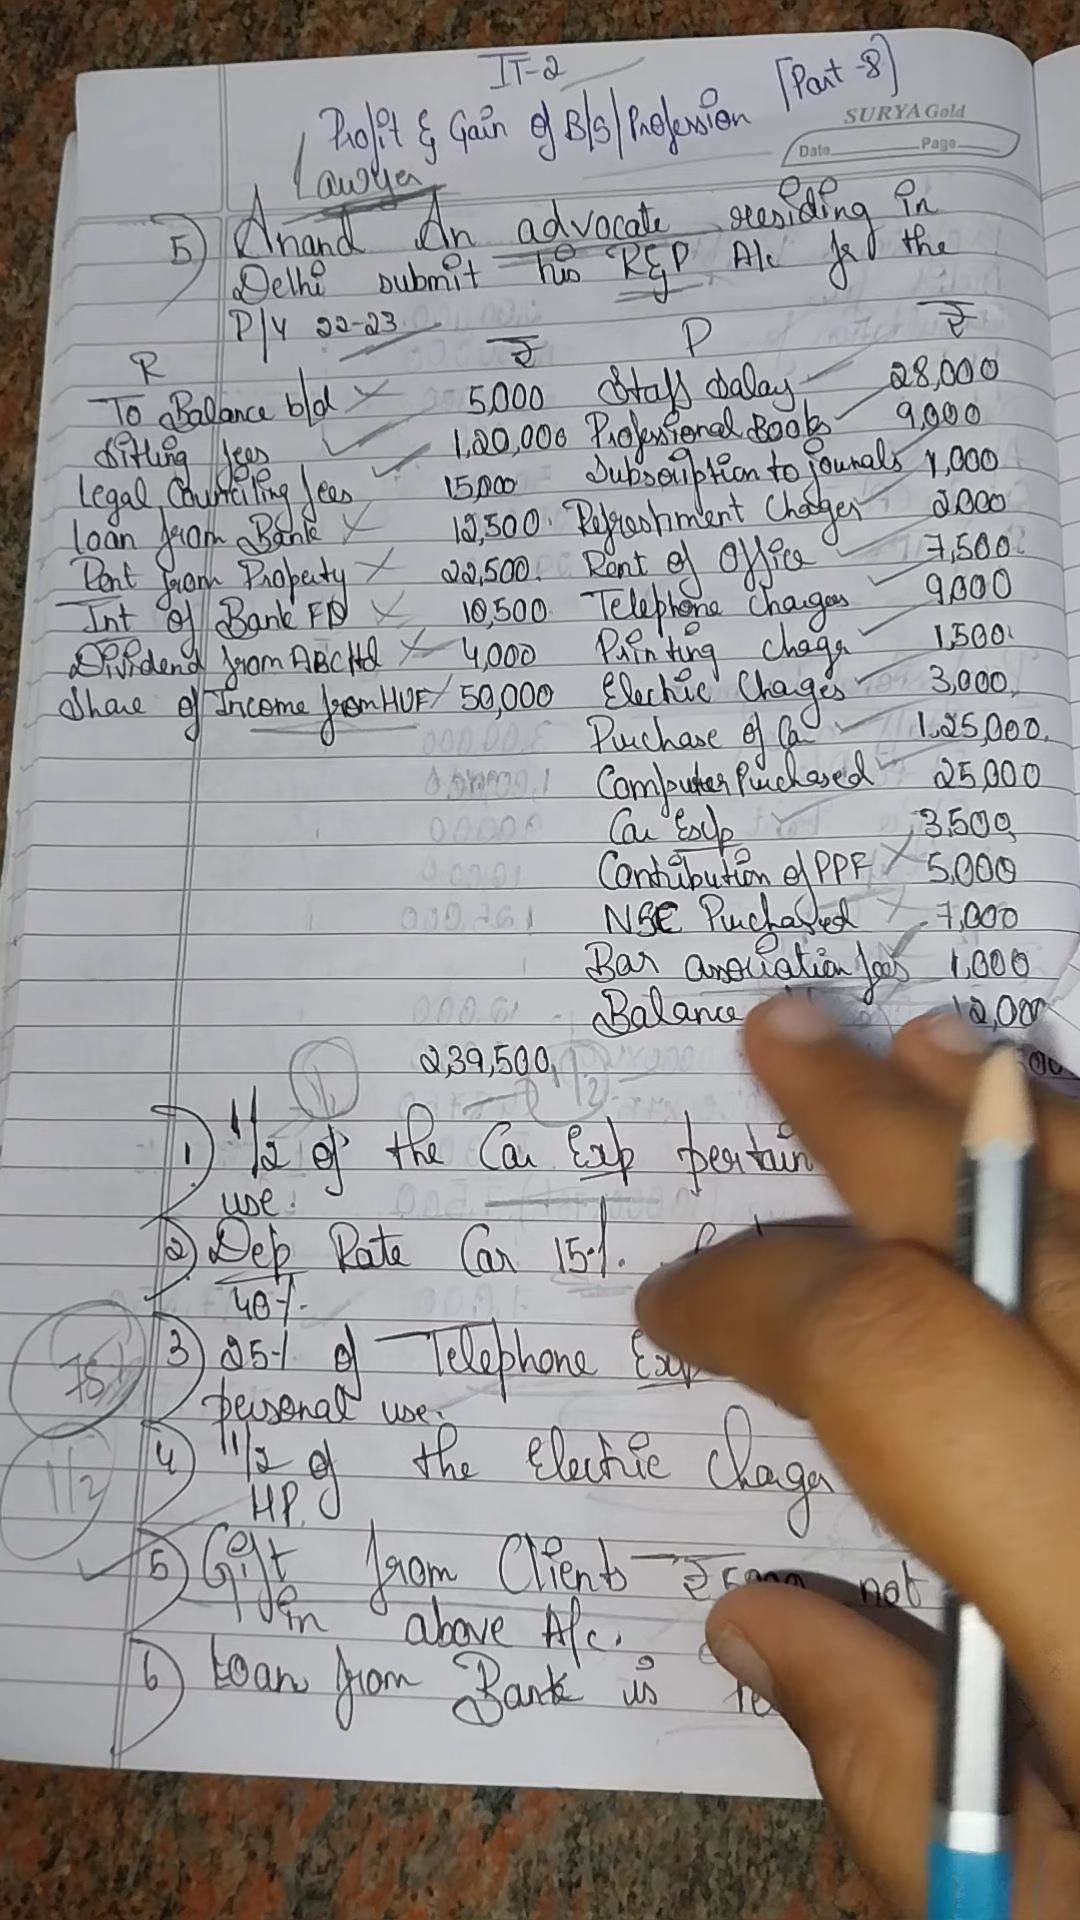 IT-2
[Part-8]
Profit & Gain of B/S/Profession
SURYA Gold
Date Page
Lawyer
5) Anand An advocate residing in
Delhi submit his R&P A/c for the
P/Y 22-23.
R ₹ P ₹
To Balance b/d 5,000 Staff Salay 28,000
Sitting fees 1,20,000 Professional Books 9,000
Legal Counciling fees 15,000 Subscription to journals 1,000
Loan from Bank 12,500. Refreshment Charges 2,000
Rent from Property 22,500. Rent of Office 7,500.
Int of Bank FD 10,500 Telephone Charges 9,000
Dividend from ABC Ltd 4,000 Printing charge 1,500.
Share of Income from HUF 50,000 Electric Charges 3,000
Purchase of Car 1,25,000.
Computer Purchased 25,000
Car Exp 3,500
Contribution of PPF 5,000
NSC Purchased 7,000
Bar association fees 1,000
Balance 12,000
2,39,500
1) 1/2 of the Car Exp pertain
use.
2) Dep Rate Car 15%.
40%.
3) 25% of Telephone Exp
75%
personal use.
4) 1/2 of the Electric Charges
1/2
HP.
5) Gift from Clients ₹ not
in above A/c.
6) Loan from Bank is